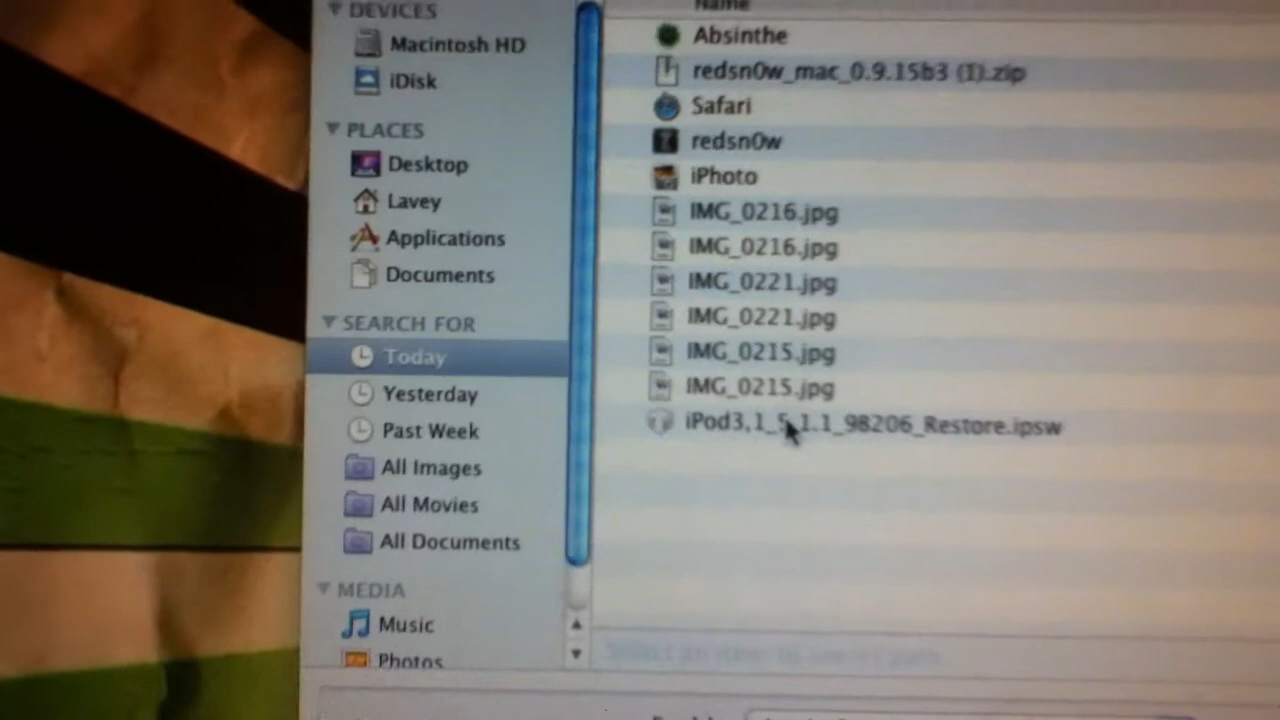 DEVICES
Macintosh HD
iDisk
PLACES
Desktop
Lavey
Applications
Documents
SEARCH FOR
Today
Yesterday
Past Week
All Images
All Movies
All Documents
MEDIA
Music
Photos
Name
Absinthe
redsn0w_mac_0.9.15b3 (1).zip
Safari
redsn0w
iPhoto
IMG_0216.jpg
IMG_0216.jpg
IMG_0221.jpg
IMG_0221.jpg
IMG_0215.jpg
IMG_0215.jpg
iPod3,1_5.1.1_9B206_Restore.ipsw